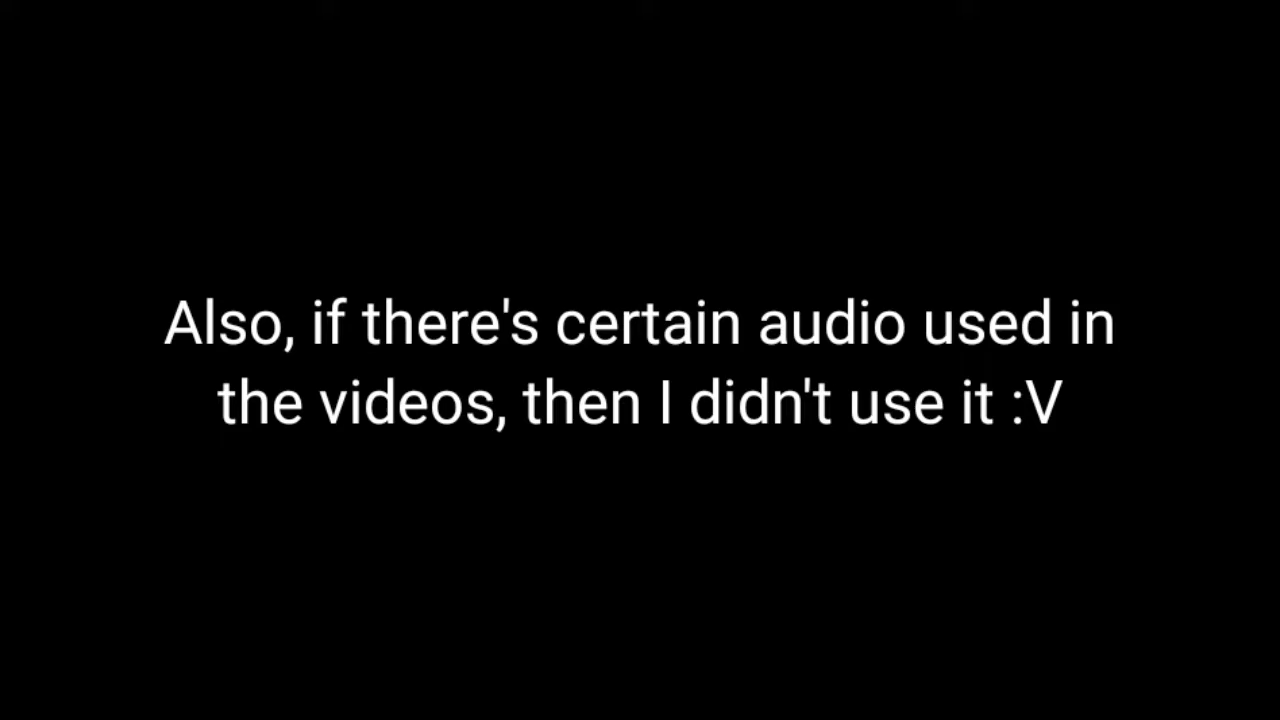 Also, if there's certain audio used in
the videos, then I didn't use it :V